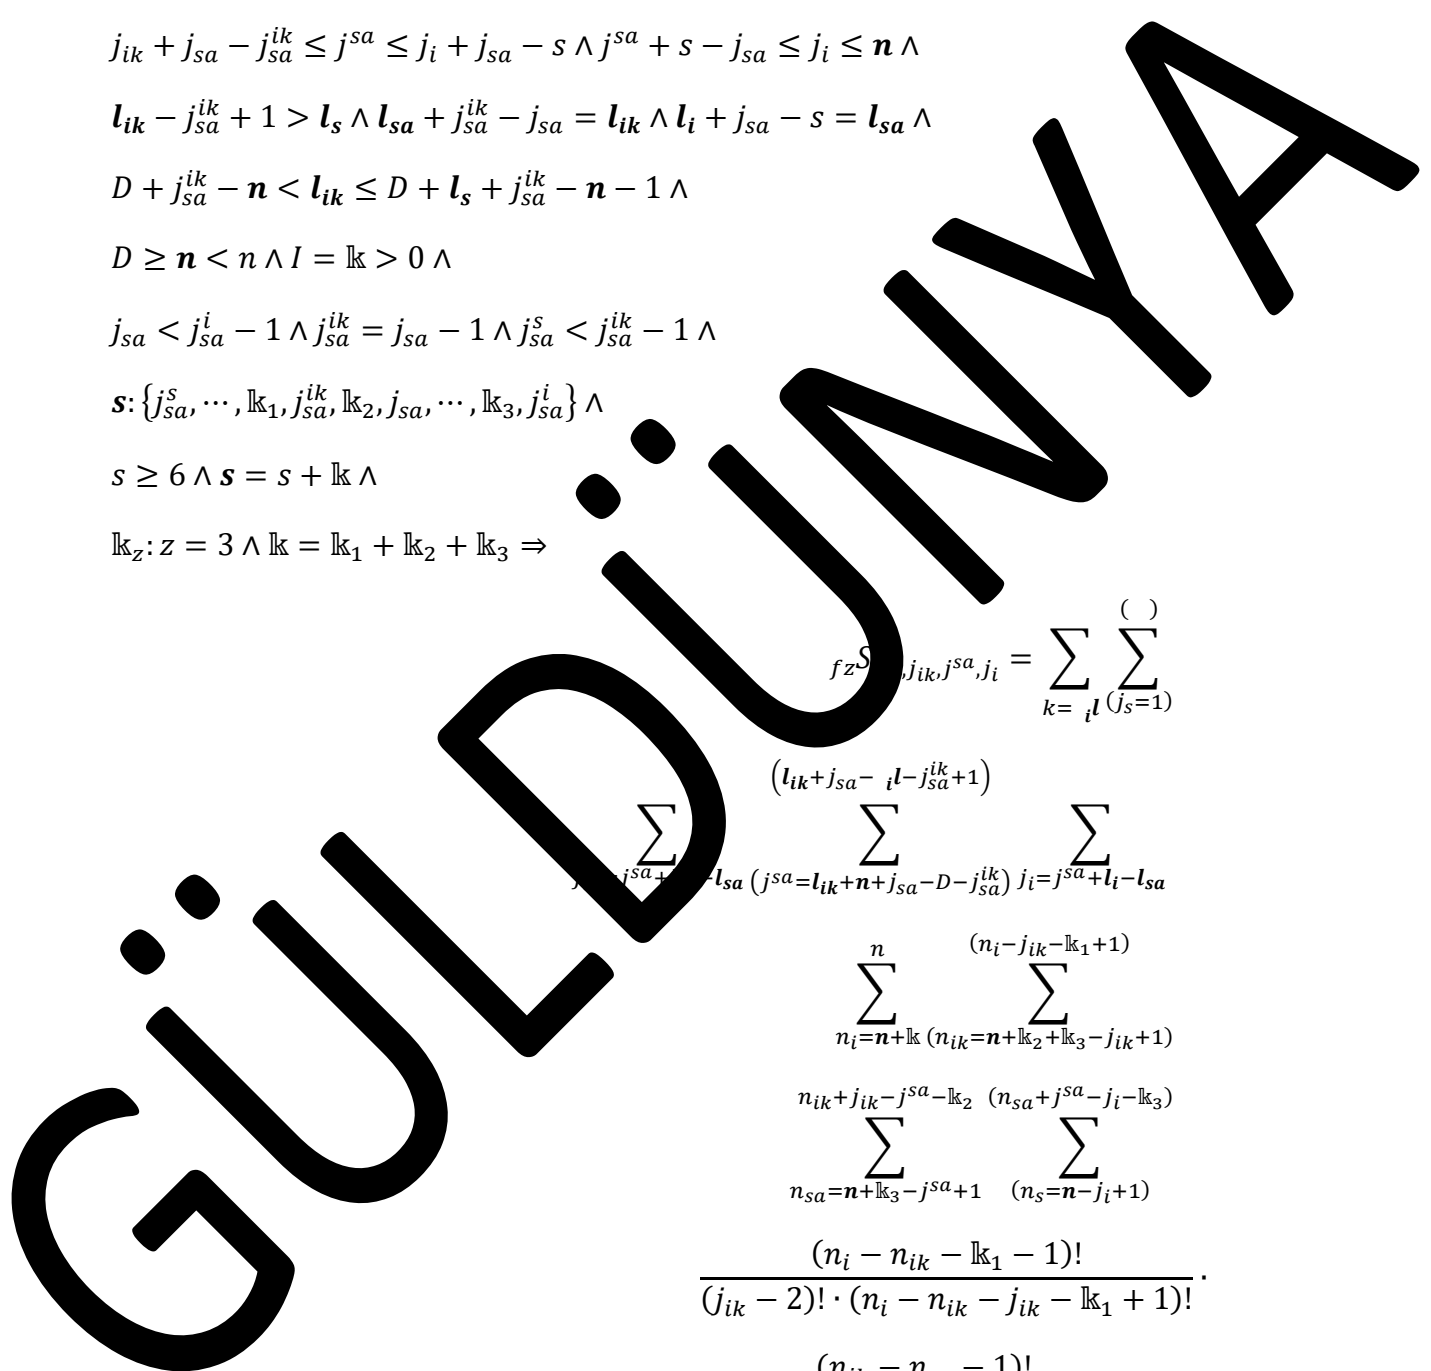 j_{ik} + j_{sa} − j_{sa}^{ik} ≤ j^{sa} ≤ j_i + j_{sa} − s ∧ j^{sa} + s − j_{sa} ≤ j_i ≤ n ∧
l_{ik} − j_{sa}^{ik} + 1 > l_s ∧ l_{sa} + j_{sa}^{ik} − j_{sa} = l_{ik} ∧ l_i + j_{sa} − s = l_{sa} ∧
D + j_{sa}^{ik} − n < l_{ik} ≤ D + l_s + j_{sa}^{ik} − n − 1 ∧
D ≥ n < n ∧ I = 𝕜 > 0 ∧
j_{sa} < j_{sa}^{i} − 1 ∧ j_{sa}^{ik} = j_{sa} − 1 ∧ j_{sa}^{s} < j_{sa}^{ik} − 1 ∧
s: {j_{sa}^{s}, ⋯ , 𝕜_1, j_{sa}^{ik}, 𝕜_2, j_{sa}, ⋯ , 𝕜_3, j_{sa}^{i}} ∧
s ≥ 6 ∧ s = s + 𝕜 ∧
𝕜_z: z = 3 ∧ 𝕜 = 𝕜_1 + 𝕜_2 + 𝕜_3 ⇒
GÜLDÜNYA
( )
_{fz}S ,j_{ik},j^{sa},j_i = ∑ ∑
k= _il (j_s=1)
(l_{ik}+j_{sa}− _il−j_{sa}^{ik}+1)
∑ ∑ ∑
j^{sa}+ −l_{sa} (j^{sa}=l_{ik}+n+j_{sa}−D−j_{sa}^{ik}) j_i=j^{sa}+l_i−l_{sa}
n (n_i−j_{ik}−𝕜_1+1)
∑ ∑
n_i=n+𝕜 (n_{ik}=n+𝕜_2+𝕜_3−j_{ik}+1)
n_{ik}+j_{ik}−j^{sa}−𝕜_2 (n_{sa}+j^{sa}−j_i−𝕜_3)
∑ ∑
n_{sa}=n+𝕜_3−j^{sa}+1 (n_s=n−j_i+1)
(n_i − n_{ik} − 𝕜_1 − 1)!
(j_{ik} − 2)! · (n_i − n_{ik} − j_{ik} − 𝕜_1 + 1)! ·